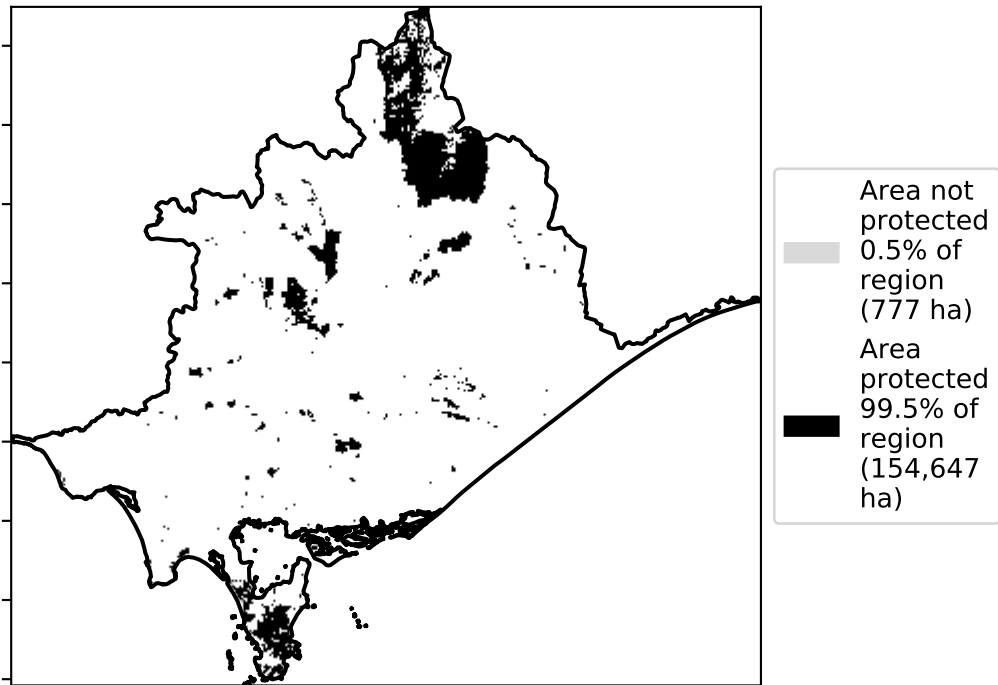 Area not
protected
0.5% of
region
(777 ha)
Area
protected
99.5% of
region
(154,647
ha)